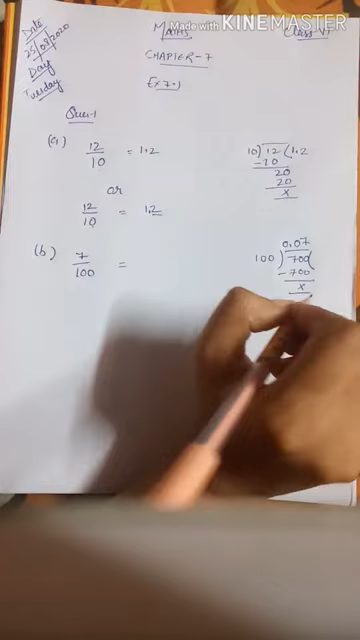 Made with KINEMASTER
Date
25/08/2020
Day
Tuesday
MATHS
Class VI
CHAPTER-7
Ex 7.1
Ques-1
(a) 12/10 = 1.2
10)12(1.2
-10
20
20
x
or
12/10 = 1.2
(b) 7/100 =
0.07
100)700(
-700
x